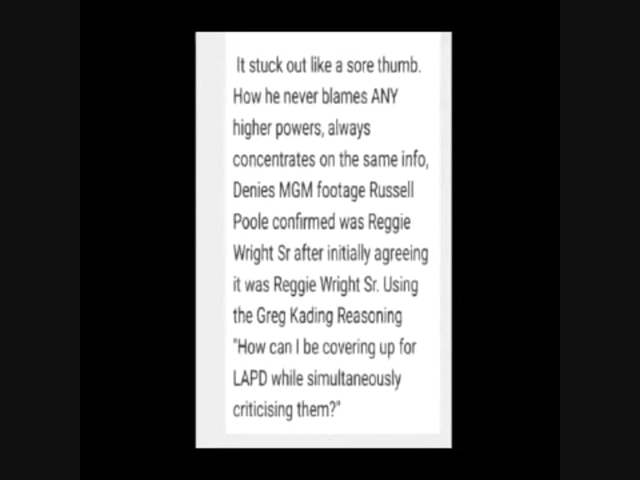 It stuck out like a sore thumb.
How he never blames ANY
higher powers, always
concentrates on the same info,
Denies MGM footage Russell
Poole confirmed was Reggie
Wright Sr after initially agreeing
it was Reggie Wright Sr. Using
the Greg Kading Reasoning
"How can I be covering up for
LAPD while simultaneously
criticising them?"